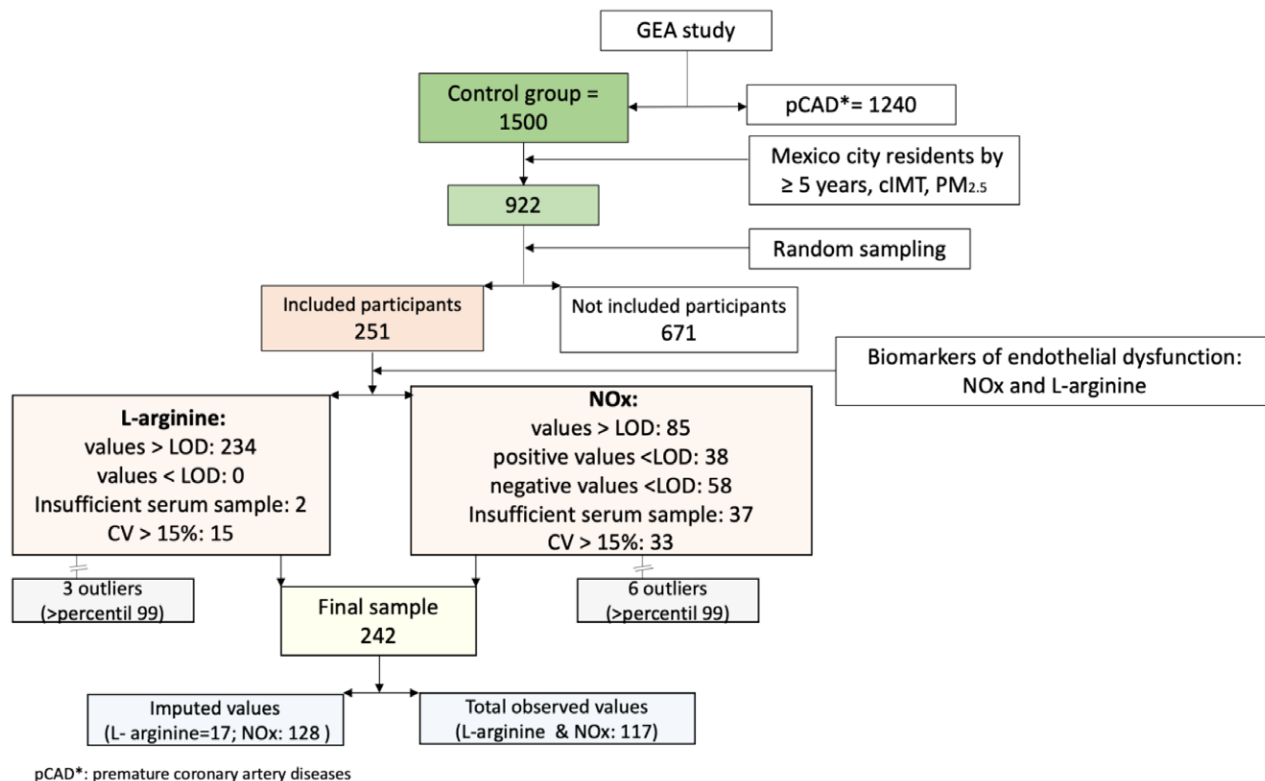 GEA study
Control group =
1500
pCAD*= 1240
Mexico city residents by
≥ 5 years, cIMT, PM2.5
922
Random sampling
Included participants
251
Not included participants
671
Biomarkers of endothelial dysfunction:
NOx and L-arginine
L-arginine:
values > LOD: 234
values < LOD: 0
Insufficient serum sample: 2
CV > 15%: 15
NOx:
values > LOD: 85
positive values <LOD: 38
negative values <LOD: 58
Insufficient serum sample: 37
CV > 15%: 33
3 outliers
(>percentil 99)
Final sample
242
6 outliers
(>percentil 99)
Imputed values
(L- arginine=17; NOx: 128 )
Total observed values
(L-arginine & NOx: 117)
pCAD*: premature coronary artery diseases